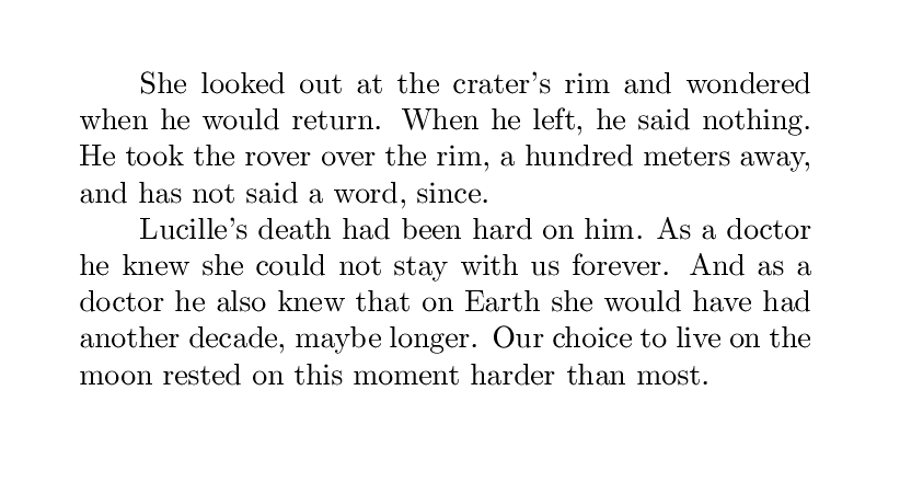 She looked out at the crater's rim and wondered
when he would return. When he left, he said nothing.
He took the rover over the rim, a hundred meters away,
and has not said a word, since.
Lucille's death had been hard on him. As a doctor
he knew she could not stay with us forever. And as a
doctor he also knew that on Earth she would have had
another decade, maybe longer. Our choice to live on the
moon rested on this moment harder than most.